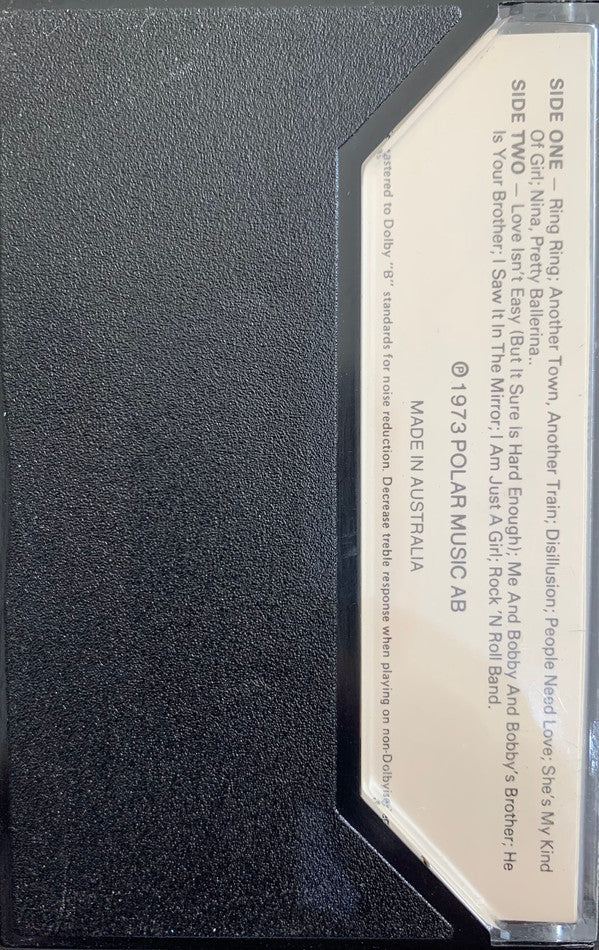 SIDE ONE — Ring Ring; Another Town, Another Train; Disillusion; People Need Love; She's My Kind
Of Girl; Nina, Pretty Ballerina..
SIDE TWO — Love Isn't Easy (But It Sure Is Hard Enough); Me And Bobby And Bobby's Brother; He
Is Your Brother; I Saw It In The Mirror; I Am Just A Girl; Rock 'N Roll Band.
℗ 1973 POLAR MUSIC AB
MADE IN AUSTRALIA
astered to Dolby "B" standards for noise reduction. Decrease treble response when playing on